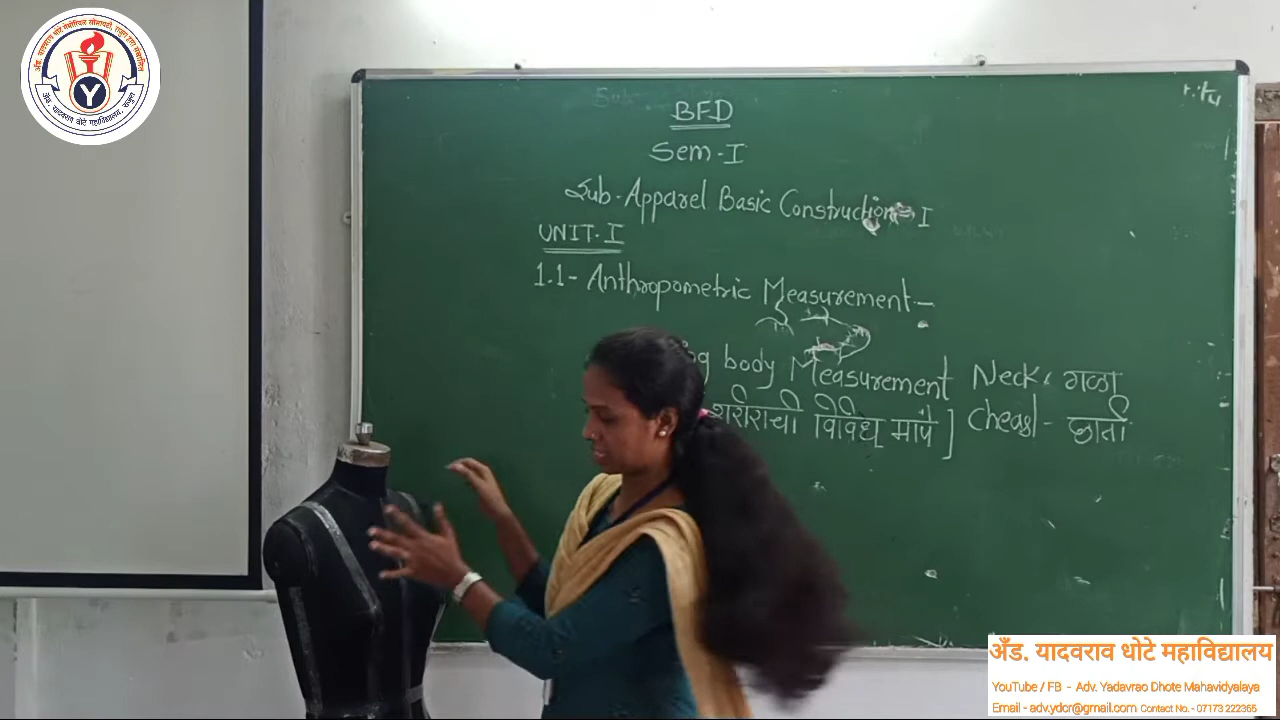 BFD
Sem-I
Sub- Apparel Basic Construction - I
UNIT-I
1.1- Anthropometric Measurement -
body Measurement Neck : गळा
शरीराची विविध मापे ] Cheast - छाती
अँड. यादवराव धोटे महाविद्यालय
YouTube / FB - Adv. Yadavrao Dhote Mahavidyalaya
Email - adv.ydcr@gmail.com Contact No. - 07173 222365
Y